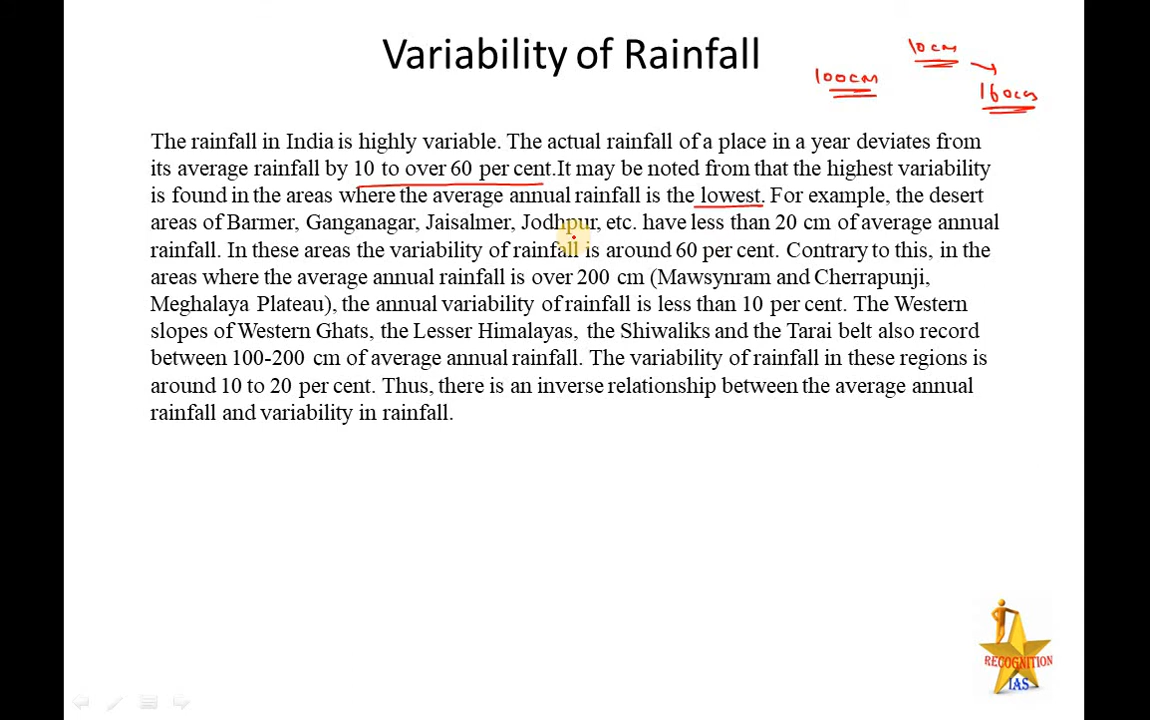 Variability of Rainfall
10cm
100cm
160cm
The rainfall in India is highly variable. The actual rainfall of a place in a year deviates from
its average rainfall by 10 to over 60 per cent.It may be noted from that the highest variability
is found in the areas where the average annual rainfall is the lowest. For example, the desert
areas of Barmer, Ganganagar, Jaisalmer, Jodhpur, etc. have less than 20 cm of average annual
rainfall. In these areas the variability of rainfall is around 60 per cent. Contrary to this, in the
areas where the average annual rainfall is over 200 cm (Mawsynram and Cherrapunji,
Meghalaya Plateau), the annual variability of rainfall is less than 10 per cent. The Western
slopes of Western Ghats, the Lesser Himalayas, the Shiwaliks and the Tarai belt also record
between 100-200 cm of average annual rainfall. The variability of rainfall in these regions is
around 10 to 20 per cent. Thus, there is an inverse relationship between the average annual
rainfall and variability in rainfall.
RECOGNITION
IAS